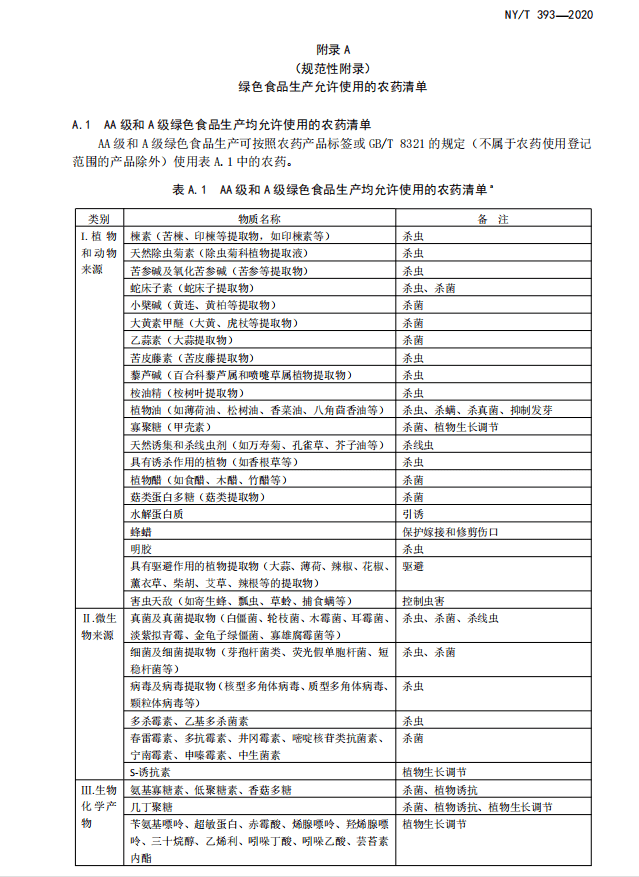 NY/T 393—2020
附录 A
（规范性附录）
绿色食品生产允许使用的农药清单
A.1 AA 级和 A 级绿色食品生产均允许使用的农药清单
AA 级和 A 级绿色食品生产可按照农药产品标签或 GB/T 8321 的规定（不属于农药使用登记
范围的产品除外）使用表 A.1 中的农药。
表 A.1 AA 级和 A 级绿色食品生产均允许使用的农药清单ᵃ
类别 物质名称 备 注
I.植物 楝素（苦楝、印楝等提取物，如印楝素等） 杀虫
和动物 天然除虫菊素（除虫菊科植物提取液） 杀虫
来源 苦参碱及氧化苦参碱（苦参等提取物） 杀虫
蛇床子素（蛇床子提取物） 杀虫、杀菌
小檗碱（黄连、黄柏等提取物） 杀菌
大黄素甲醚（大黄、虎杖等提取物） 杀菌
乙蒜素（大蒜提取物） 杀菌
苦皮藤素（苦皮藤提取物） 杀虫
藜芦碱（百合科藜芦属和喷嚏草属植物提取物） 杀虫
桉油精（桉树叶提取物） 杀虫
植物油（如薄荷油、松树油、香菜油、八角茴香油等） 杀虫、杀螨、杀真菌、抑制发芽
寡聚糖（甲壳素） 杀菌、植物生长调节
天然诱集和杀线虫剂（如万寿菊、孔雀草、芥子油等） 杀线虫
具有诱杀作用的植物（如香根草等） 杀虫
植物醋（如食醋、木醋、竹醋等） 杀菌
菇类蛋白多糖（菇类提取物） 杀菌
水解蛋白质 引诱
蜂蜡 保护嫁接和修剪伤口
明胶 杀虫
具有驱避作用的植物提取物（大蒜、薄荷、辣椒、花椒、 驱避
薰衣草、柴胡、艾草、辣根等的提取物）
害虫天敌（如寄生蜂、瓢虫、草蛉、捕食螨等） 控制虫害
Ⅱ.微生 真菌及真菌提取物（白僵菌、轮枝菌、木霉菌、耳霉菌、 杀虫、杀菌、杀线虫
物来源 淡紫拟青霉、金龟子绿僵菌、寡雄腐霉菌等）
细菌及细菌提取物（芽孢杆菌类、荧光假单胞杆菌、短 杀虫、杀菌
稳杆菌等）
病毒及病毒提取物（核型多角体病毒、质型多角体病毒、 杀虫
颗粒体病毒等）
多杀霉素、乙基多杀菌素 杀虫
春雷霉素、多抗霉素、井冈霉素、嘧啶核苷类抗菌素、 杀菌
宁南霉素、申嗪霉素、中生菌素
S-诱抗素 植物生长调节
Ⅲ.生物 氨基寡糖素、低聚糖素、香菇多糖 杀菌、植物诱抗
化学产 几丁聚糖 杀菌、植物诱抗、植物生长调节
物 苄氨基嘌呤、超敏蛋白、赤霉酸、烯腺嘌呤、羟烯腺嘌 植物生长调节
呤、三十烷醇、乙烯利、吲哚丁酸、吲哚乙酸、芸苔素
内酯